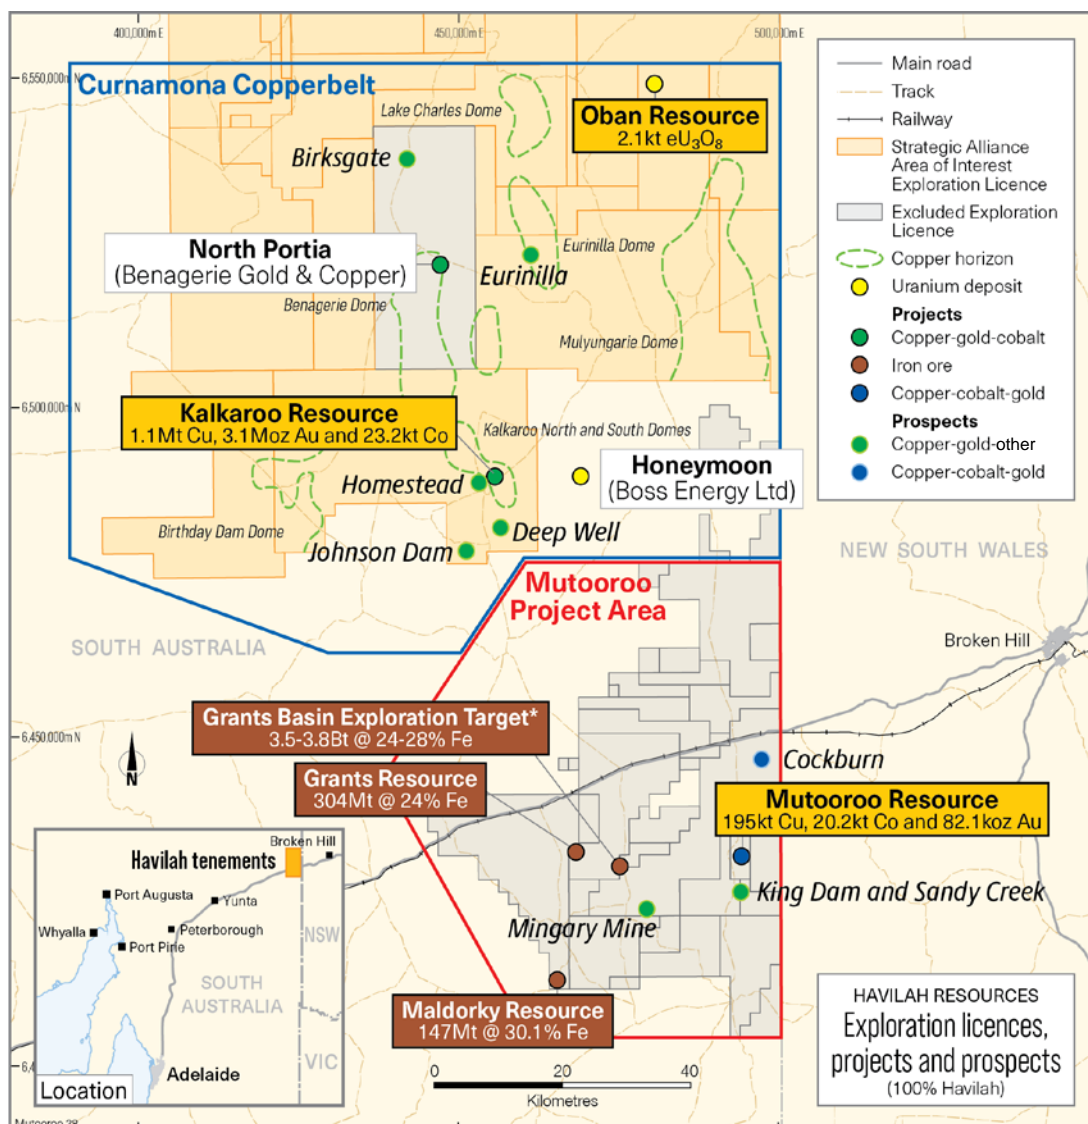 400,000m E
450,000m E
500,000m E
6,550,000m N
Curnamona Copperbelt
Lake Charles Dome
Oban Resource
2.1kt eU₃O₈
Birksgate
North Portia
(Benagerie Gold & Copper)
Eurinilla Dome
Eurinilla
Benagerie Dome
Mulyungarie Dome
6,500,000m N
Kalkaroo Resource
1.1Mt Cu, 3.1Moz Au and 23.2kt Co
Kalkaroo North and South Domes
Honeymoon
(Boss Energy Ltd)
Homestead
Birthday Dam Dome
Deep Well
Johnson Dam
Main road
Track
Railway
Strategic Alliance
Area of Interest
Exploration Licence
Excluded Exploration
Licence
Copper horizon
Uranium deposit
Projects
Copper-gold-cobalt
Iron ore
Copper-cobalt-gold
Prospects
Copper-gold-other
Copper-cobalt-gold
NEW SOUTH WALES
Mutooroo
Project Area
SOUTH AUSTRALIA
Broken Hill
Grants Basin Exploration Target*
3.5-3.8Bt @ 24-28% Fe
6,450,000m N
Cockburn
N
Grants Resource
304Mt @ 24% Fe
Mutooroo Resource
195kt Cu, 20.2kt Co and 82.1koz Au
King Dam and Sandy Creek
Mingary Mine
Maldorky Resource
147Mt @ 30.1% Fe
0
20
40
Kilometres
Broken Hill
Havilah tenements
Port Augusta
Yunta
Whyalla
Peterborough
Port Pirie
NSW
SOUTH
AUSTRALIA
VIC
Adelaide
Location
HAVILAH RESOURCES
Exploration licences,
projects and prospects
(100% Havilah)